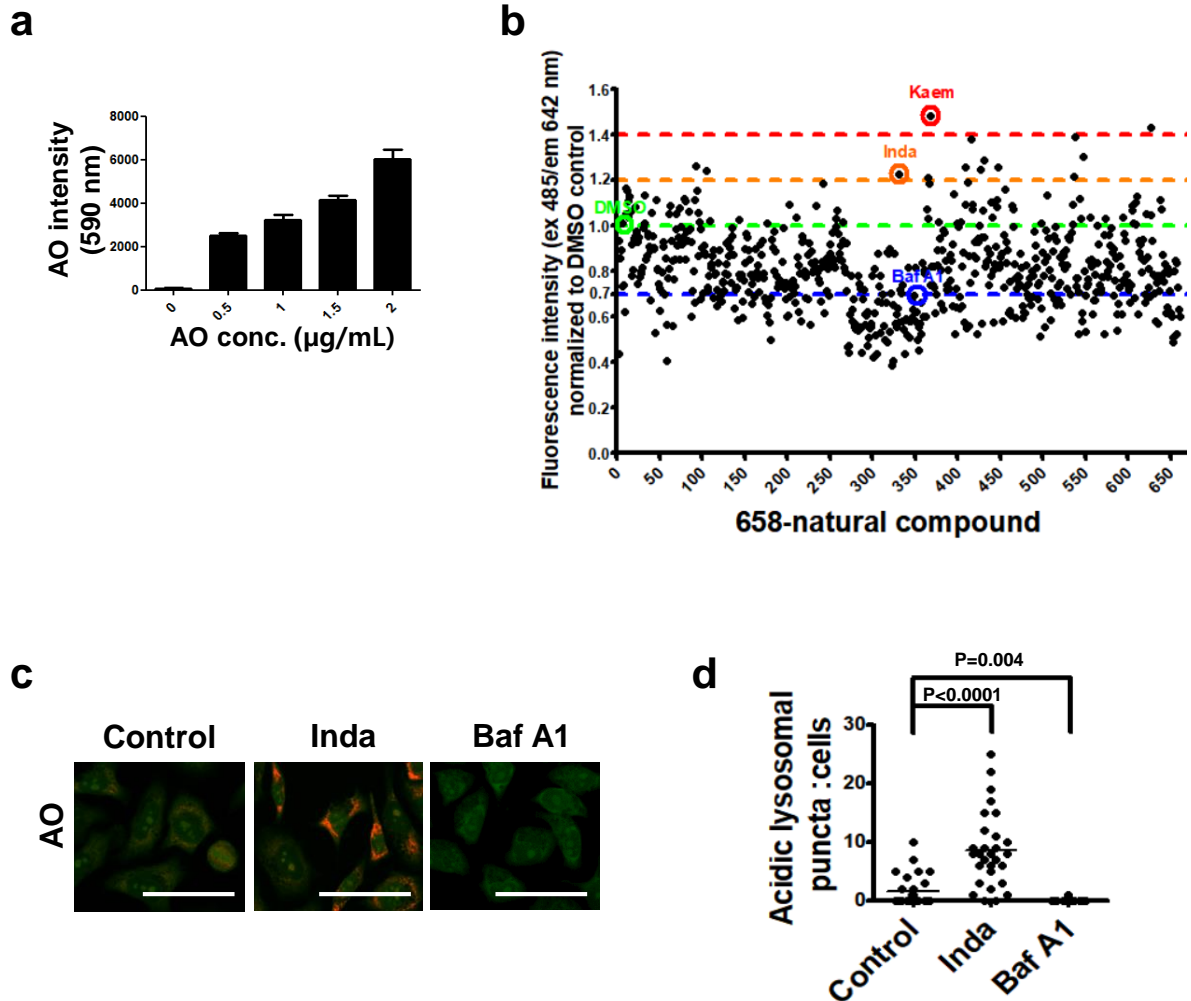 a
AO intensity
(590 nm)
8000
6000
4000
2000
0
0
0.5
1
1.5
2
AO conc. (µg/mL)
b
Fluorescence intensity (ex 485/em 642 nm)
normalized to DMSO control
1.6
1.4
1.2
1.0
0.8
0.7
0.6
0.4
0.2
0.0
Kaem
Inda
DMSO
Baf A1
0
50
100
150
200
250
300
350
400
450
500
550
600
650
658-natural compound
c
Control
Inda
Baf A1
AO
d
P=0.004
P<0.0001
Acidic lysosomal
puncta :cells
30
20
10
0
Control
Inda
Baf A1